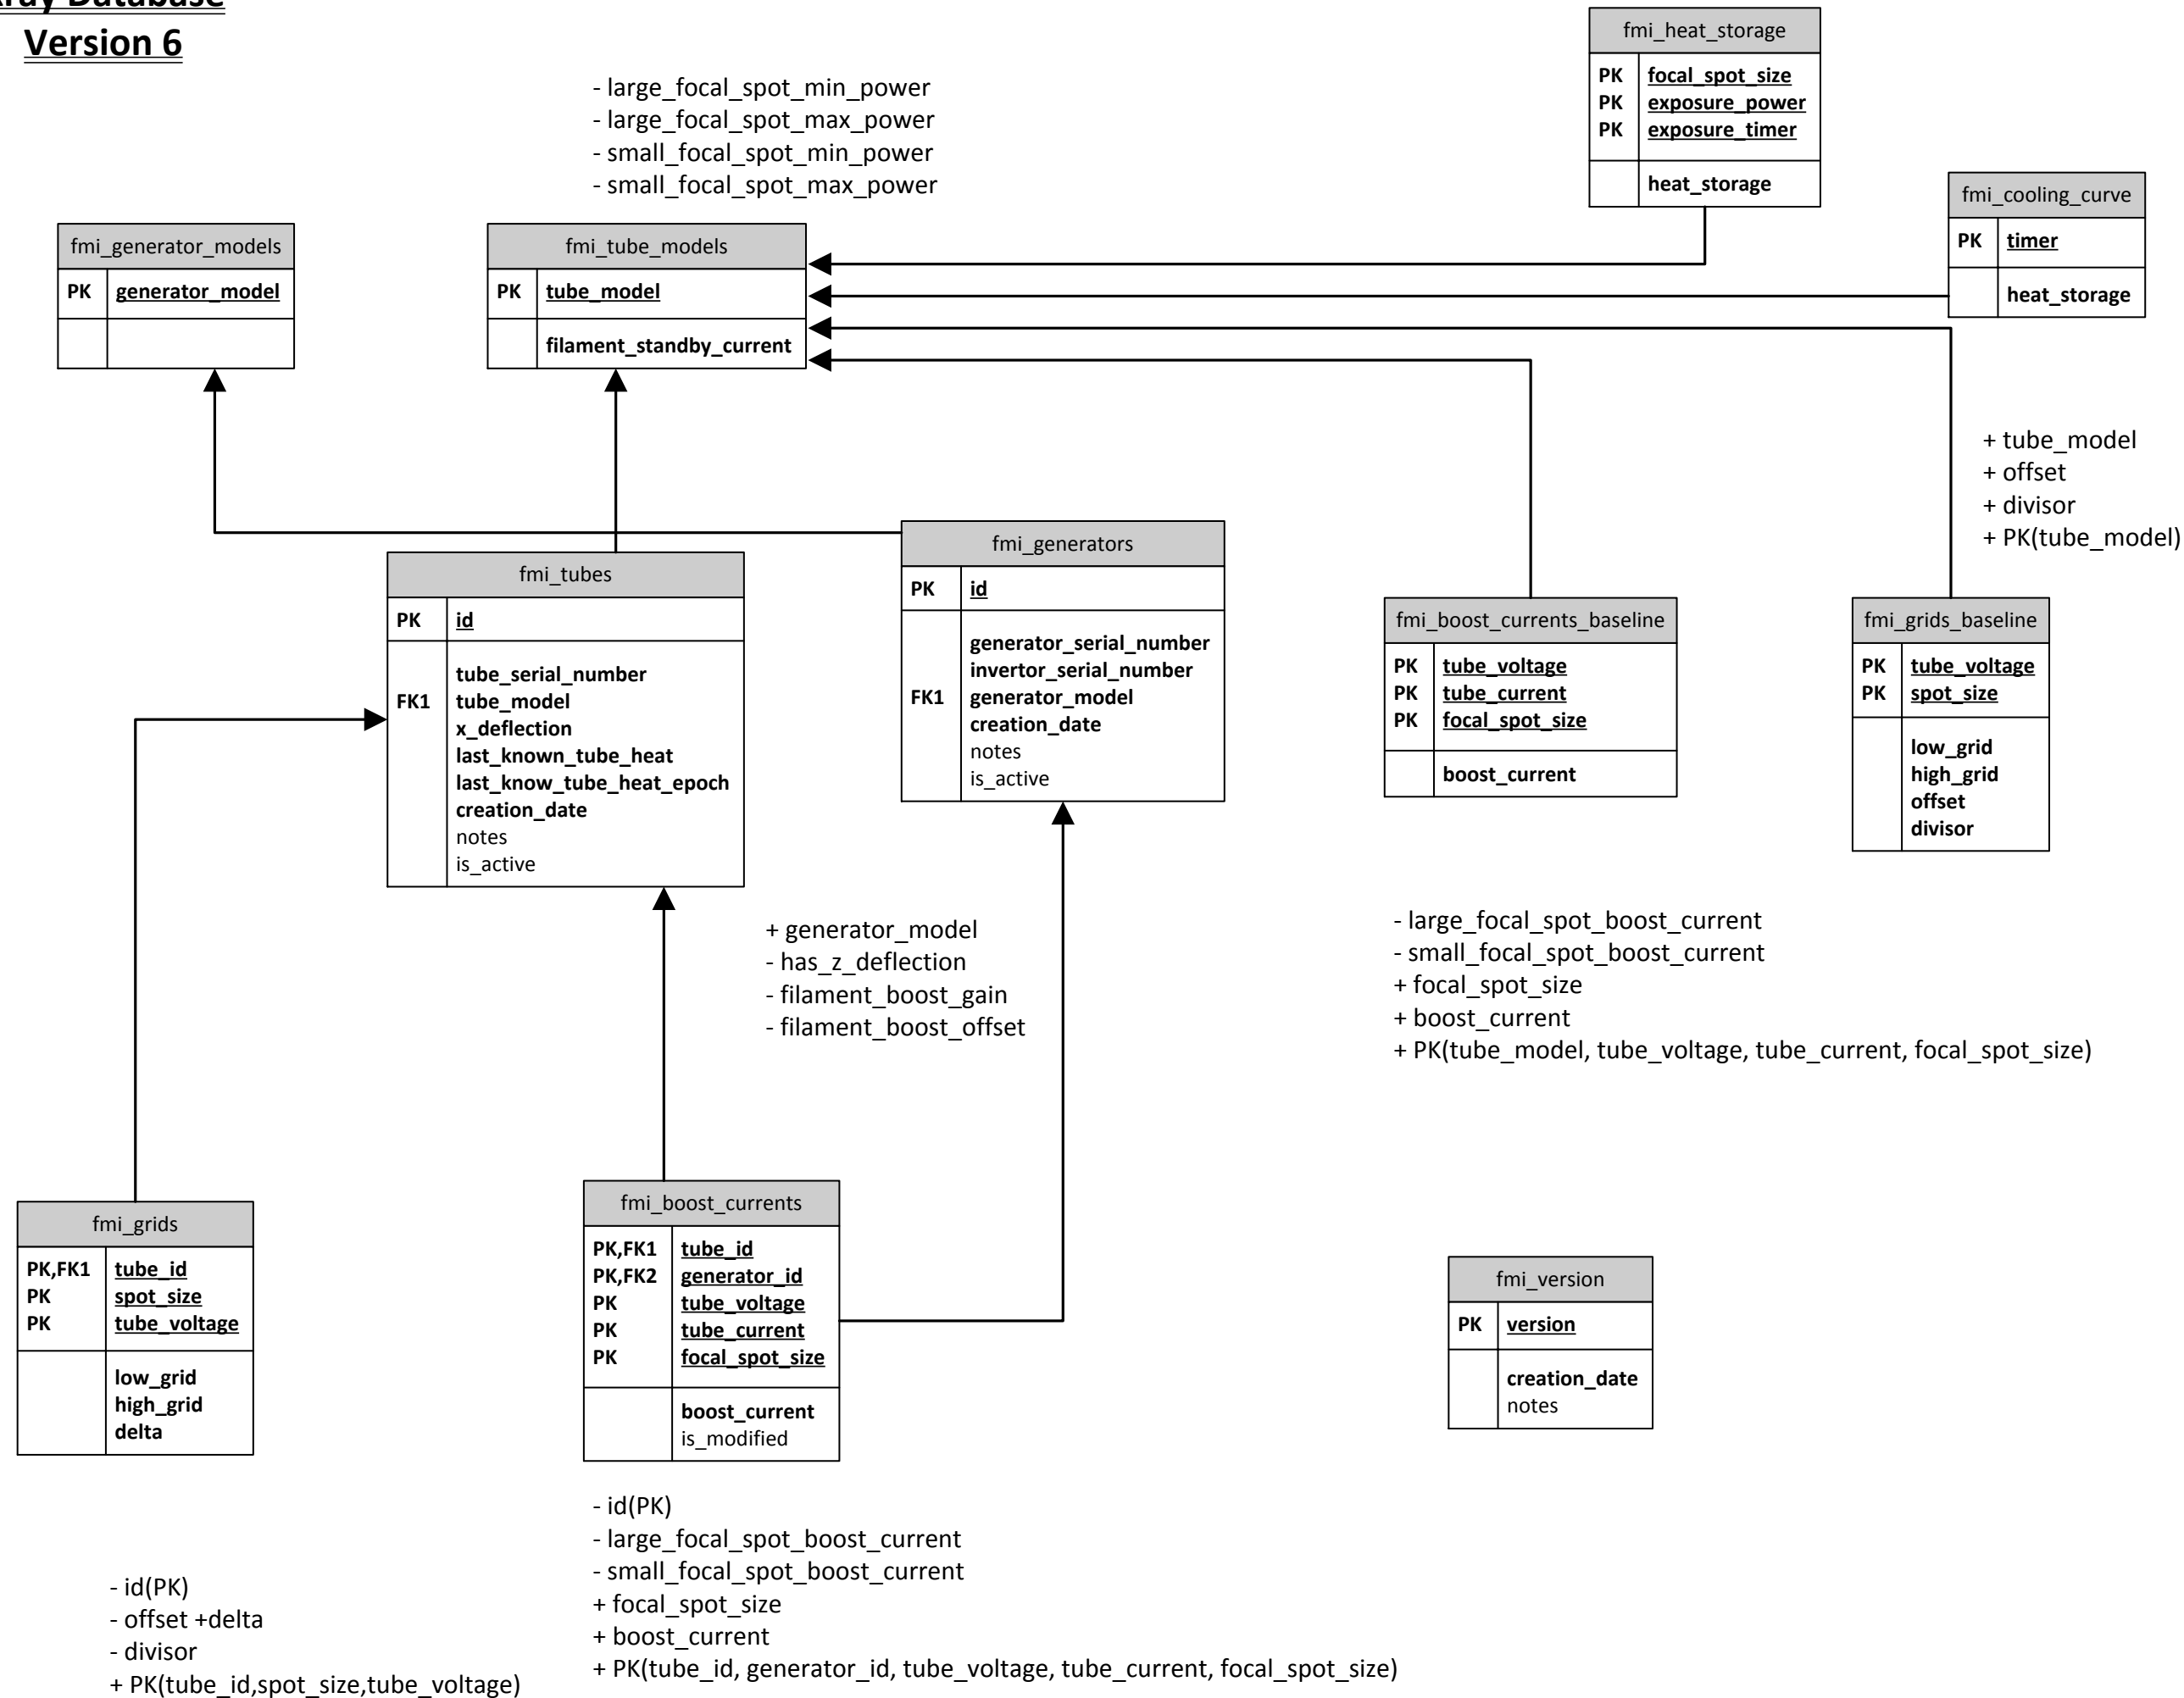 Version 6
- large_focal_spot_min_power
- large_focal_spot_max_power
- small_focal_spot_min_power
- small_focal_spot_max_power
fmi_heat_storage
PK focal_spot_size
PK exposure_power
PK exposure_timer
heat_storage
fmi_cooling_curve
PK timer
heat_storage
fmi_generator_models
PK generator_model
fmi_tube_models
PK tube_model
filament_standby_current
+ tube_model
+ offset
+ divisor
+ PK(tube_model)
fmi_tubes
PK id
tube_serial_number
FK1 tube_model
x_deflection
last_known_tube_heat
last_know_tube_heat_epoch
creation_date
notes
is_active
fmi_generators
PK id
generator_serial_number
invertor_serial_number
FK1 generator_model
creation_date
notes
is_active
fmi_boost_currents_baseline
PK tube_voltage
PK tube_current
PK focal_spot_size
boost_current
fmi_grids_baseline
PK tube_voltage
PK spot_size
low_grid
high_grid
offset
divisor
+ generator_model
- has_z_deflection
- filament_boost_gain
- filament_boost_offset
- large_focal_spot_boost_current
- small_focal_spot_boost_current
+ focal_spot_size
+ boost_current
+ PK(tube_model, tube_voltage, tube_current, focal_spot_size)
fmi_grids
PK,FK1 tube_id
PK spot_size
PK tube_voltage
low_grid
high_grid
delta
fmi_boost_currents
PK,FK1 tube_id
PK,FK2 generator_id
PK tube_voltage
PK tube_current
PK focal_spot_size
boost_current
is_modified
fmi_version
PK version
creation_date
notes
- id(PK)
- offset +delta
- divisor
+ PK(tube_id,spot_size,tube_voltage)
- id(PK)
- large_focal_spot_boost_current
- small_focal_spot_boost_current
+ focal_spot_size
+ boost_current
+ PK(tube_id, generator_id, tube_voltage, tube_current, focal_spot_size)